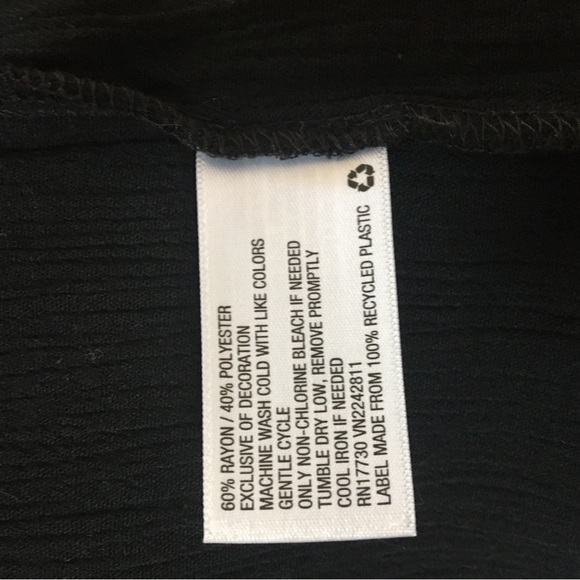 60% RAYON / 40% POLYESTER
EXCLUSIVE OF DECORATION
MACHINE WASH COLD WITH LIKE COLORS
GENTLE CYCLE
ONLY NON-CHLORINE BLEACH IF NEEDED
TUMBLE DRY LOW, REMOVE PROMPTLY
COOL IRON IF NEEDED
RN17730 VN2242811
LABEL MADE FROM 100% RECYCLED PLASTIC